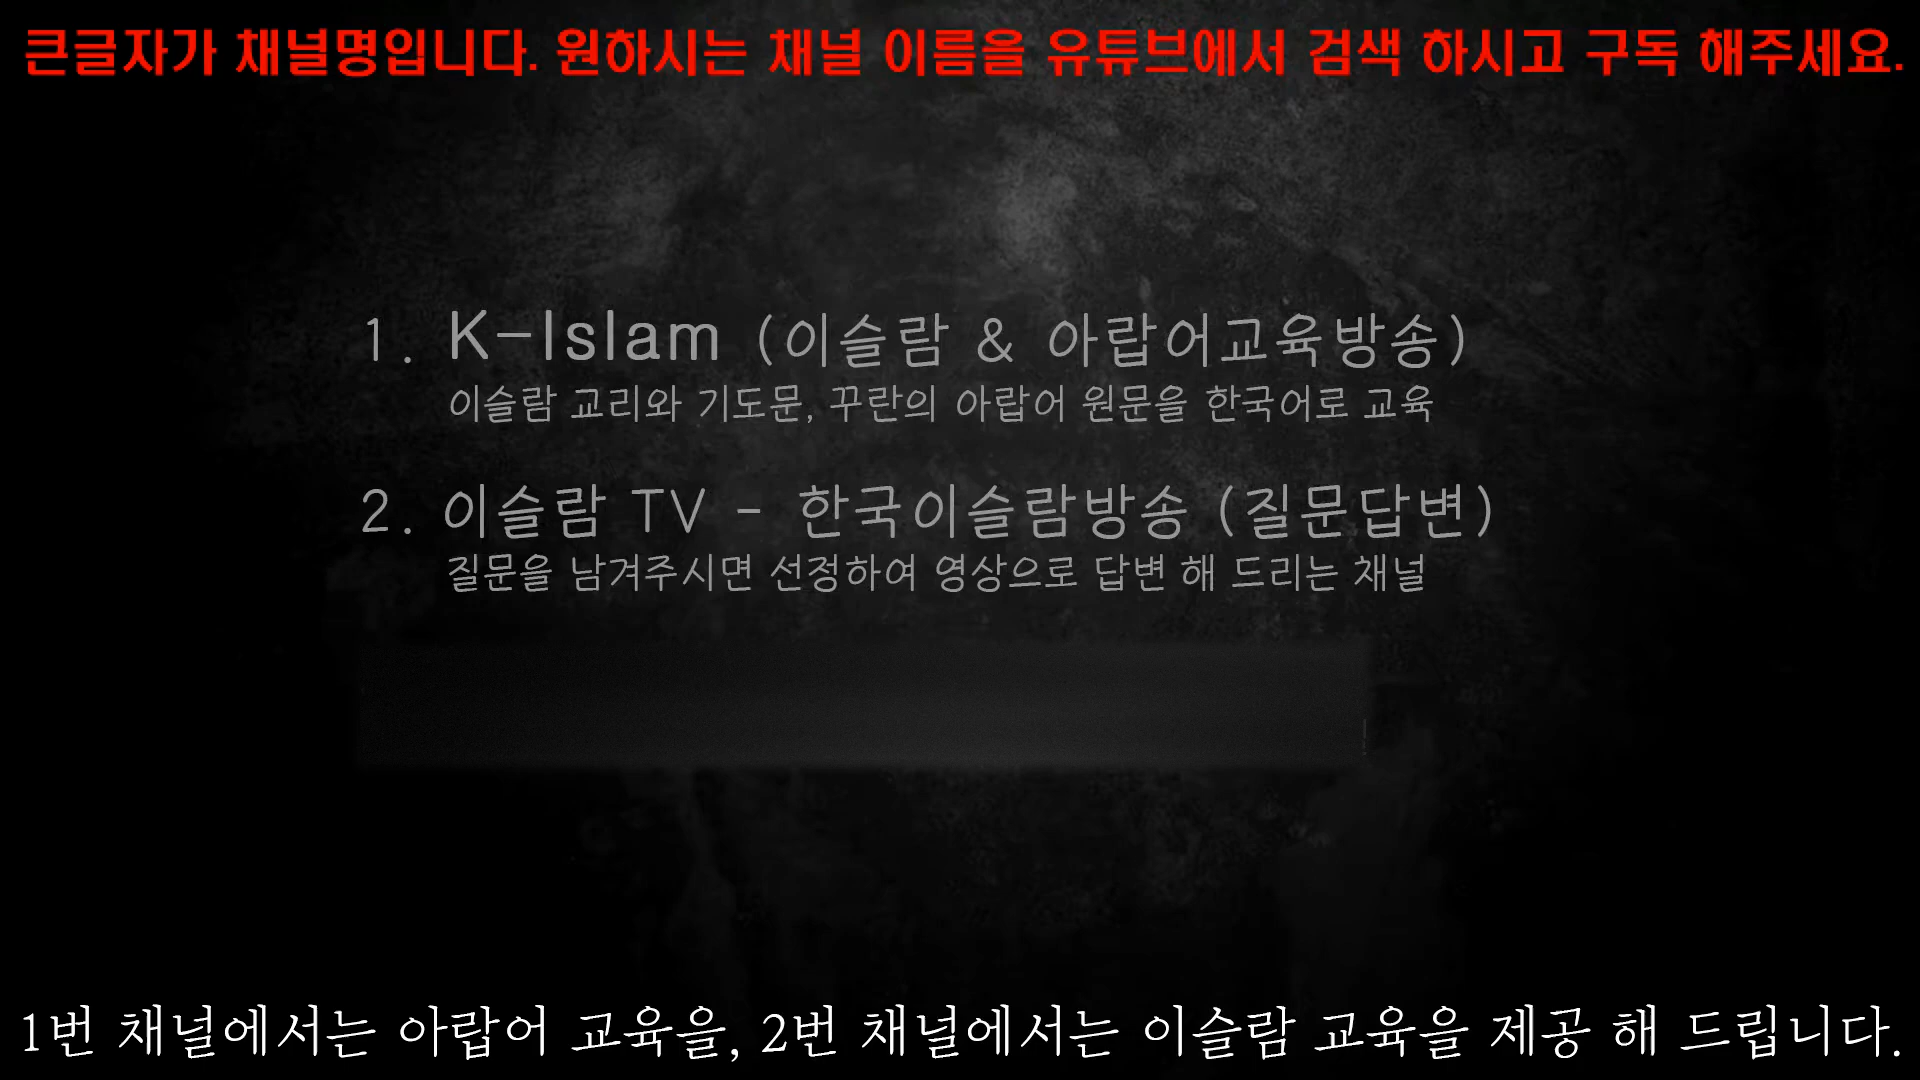 큰글자가 채널명입니다. 원하시는 채널 이름을 유튜브에서 검색 하시고 구독 해주세요.
1. K-Islam (이슬람 & 아랍어교육방송)
이슬람 교리와 기도문, 꾸란의 아랍어 원문을 한국어로 교육
2. 이슬람 TV - 한국이슬람방송 (질문답변)
질문을 남겨주시면 선정하여 영상으로 답변 해 드리는 채널
1번 채널에서는 아랍어 교육을, 2번 채널에서는 이슬람 교육을 제공 해 드립니다.